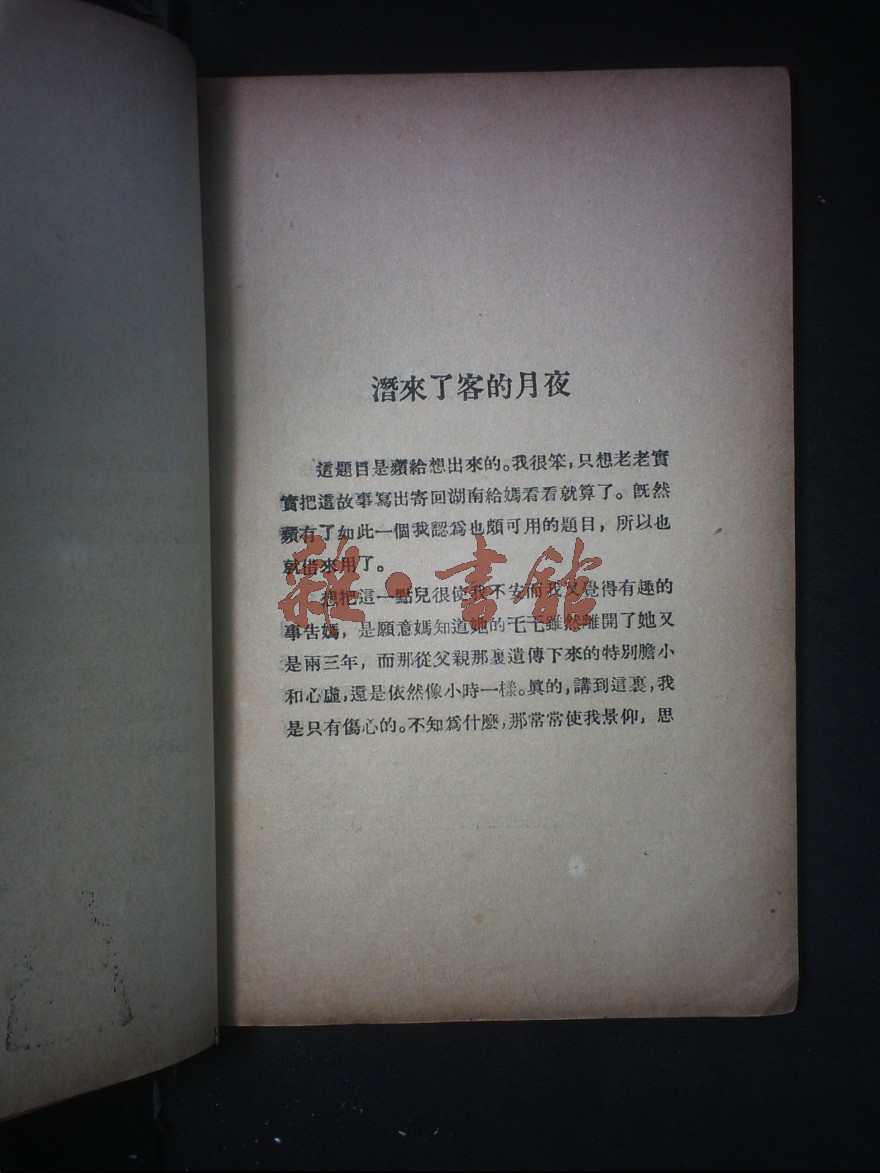 潛來了客的月夜
這題目是蘋給想出來的。我很笨，只想老老實
實把這故事寫出寄回湖南給媽看看就算了。旣然
蘋有了如此一個我認爲也頗可用的題目，所以也
就借來用了。
想把這一點兒很使我不安而我又覺得有趣的
事吿媽，是願意媽知道她的毛毛雖然離開了她又
是兩三年，而那從父親那裏遺傳下來的特別膽小
和心虛，還是依然像小時一樣。眞的，講到這裏，我
是只有傷心的。不知爲什麼，那常常使我景仰，思
雜·書館